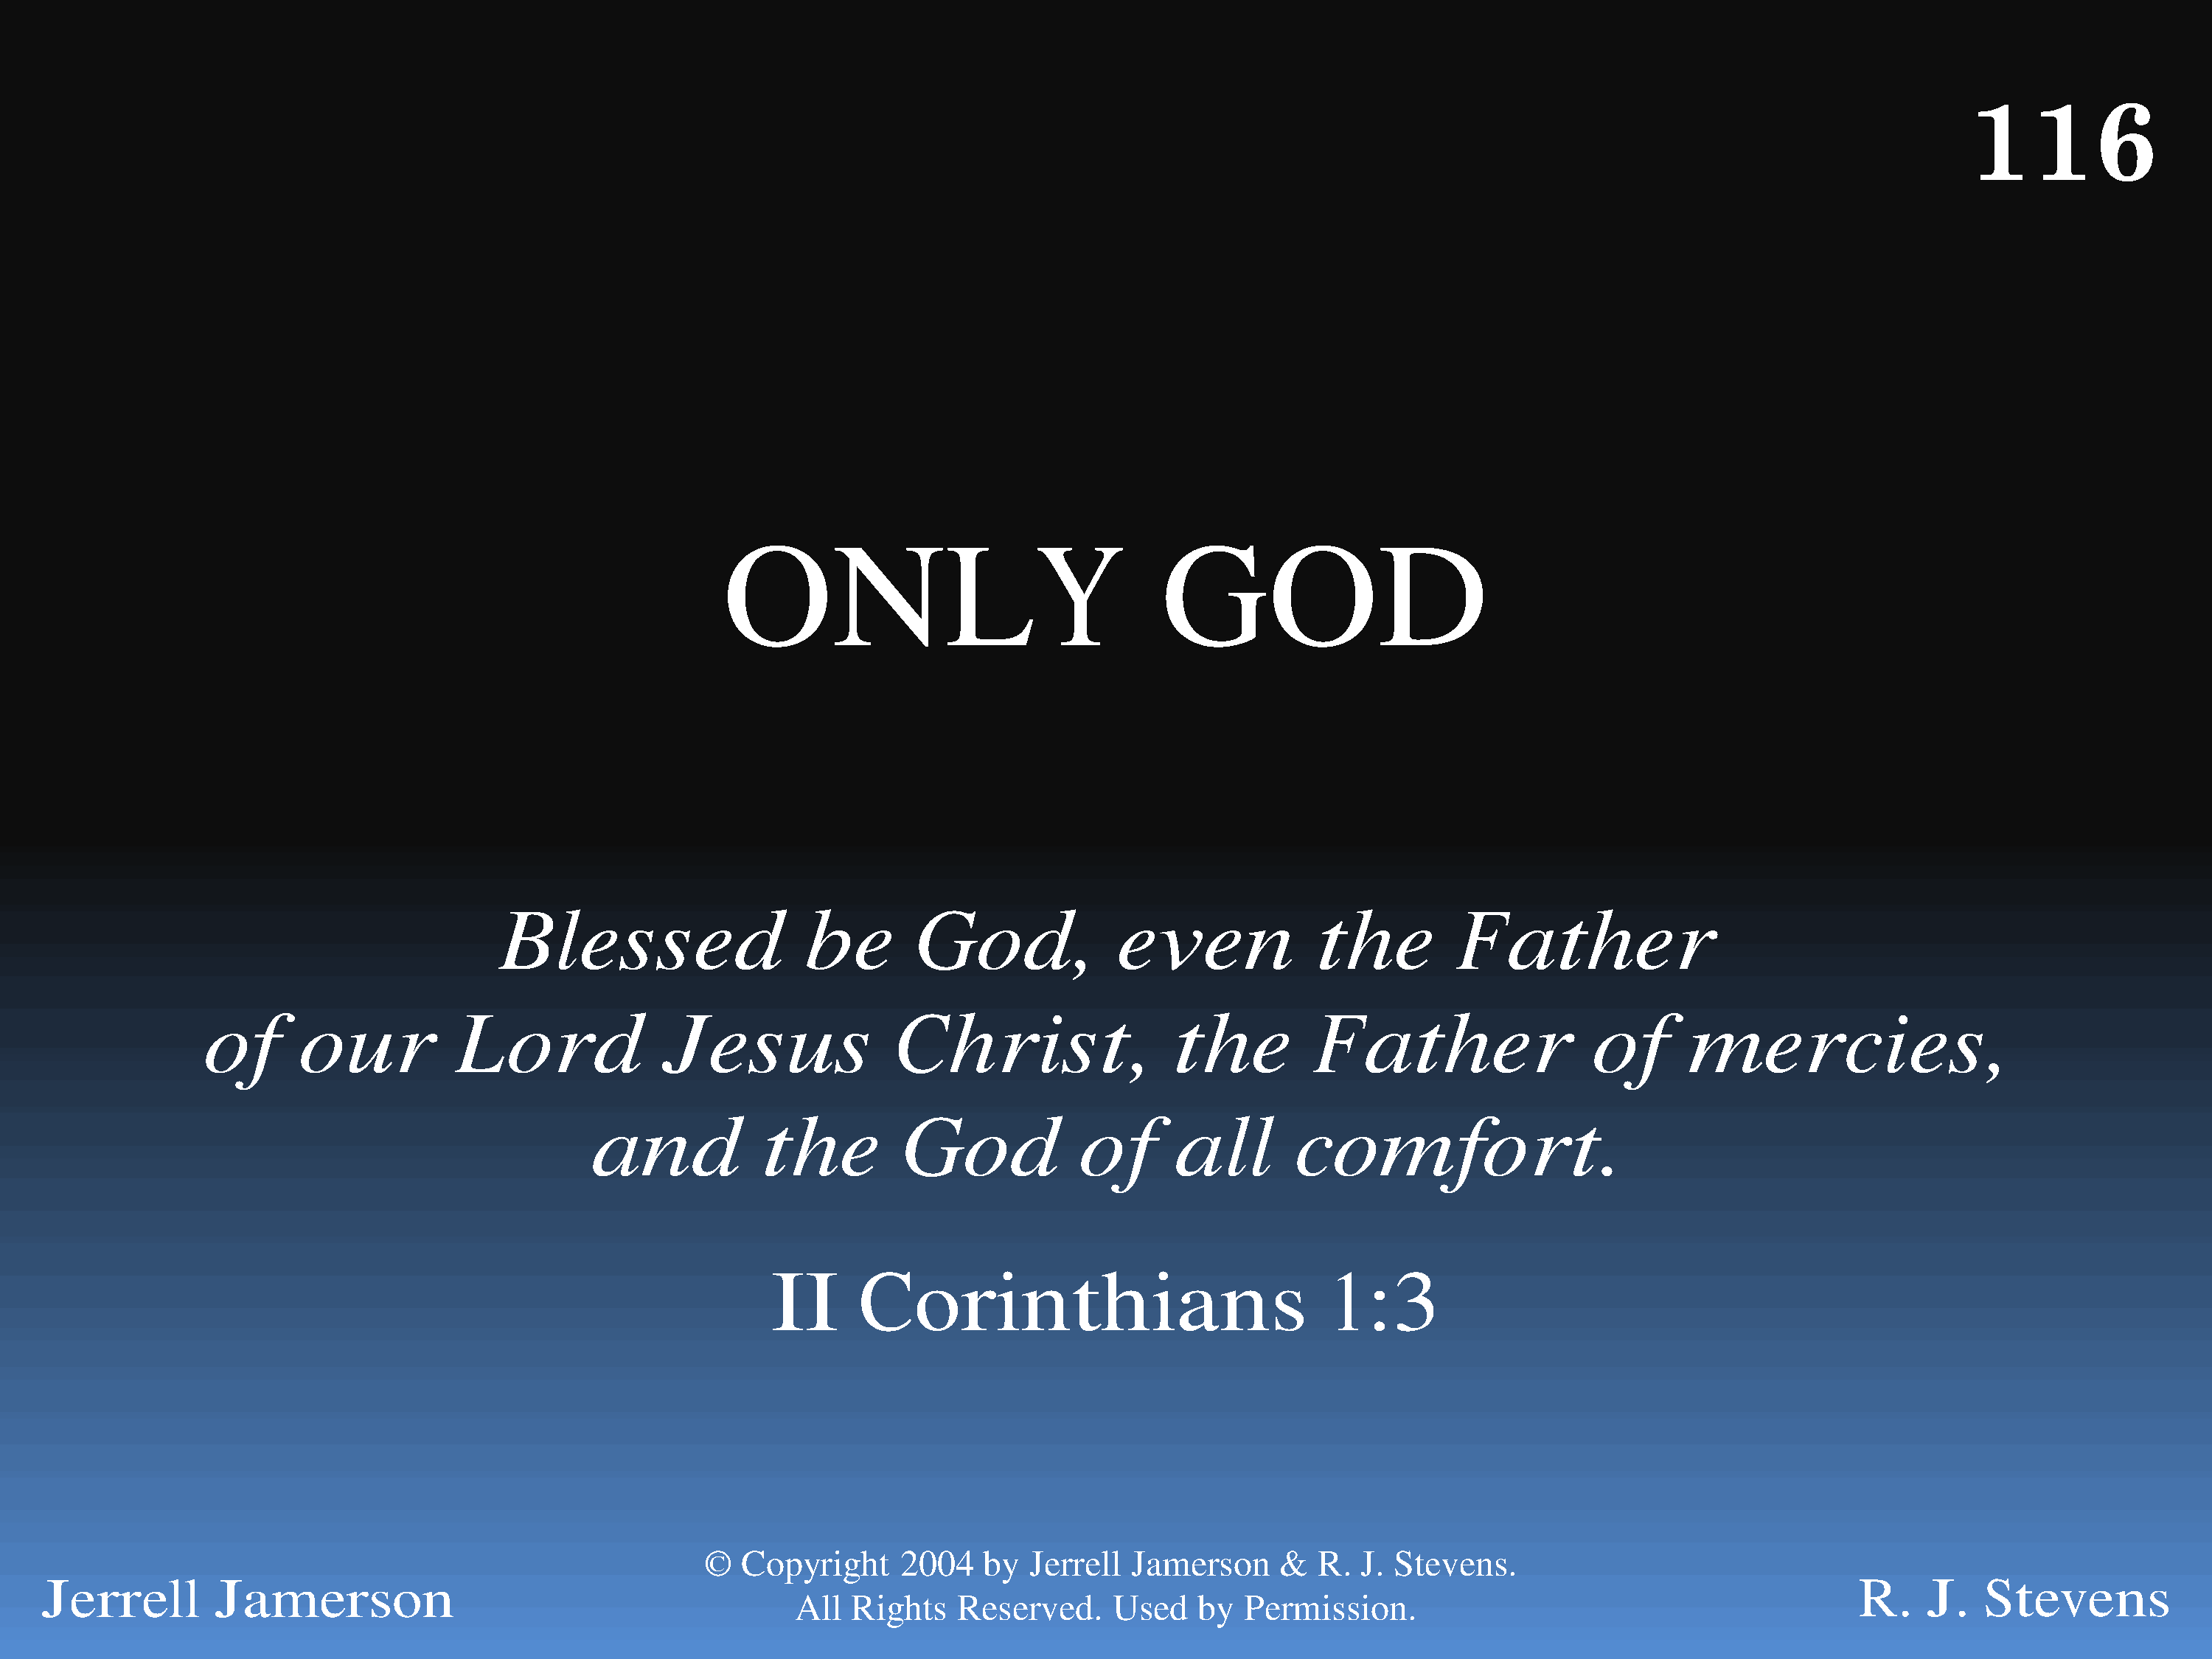 116
ONLY GOD
Blessed be God, even the Father
of our Lord Jesus Christ, the Father of mercies,
and the God of all comfort.
II Corinthians 1:3
© Copyright 2004 by Jerrell Jamerson & R. J. Stevens.
All Rights Reserved. Used by Permission.
Jerrell Jamerson
R. J. Stevens